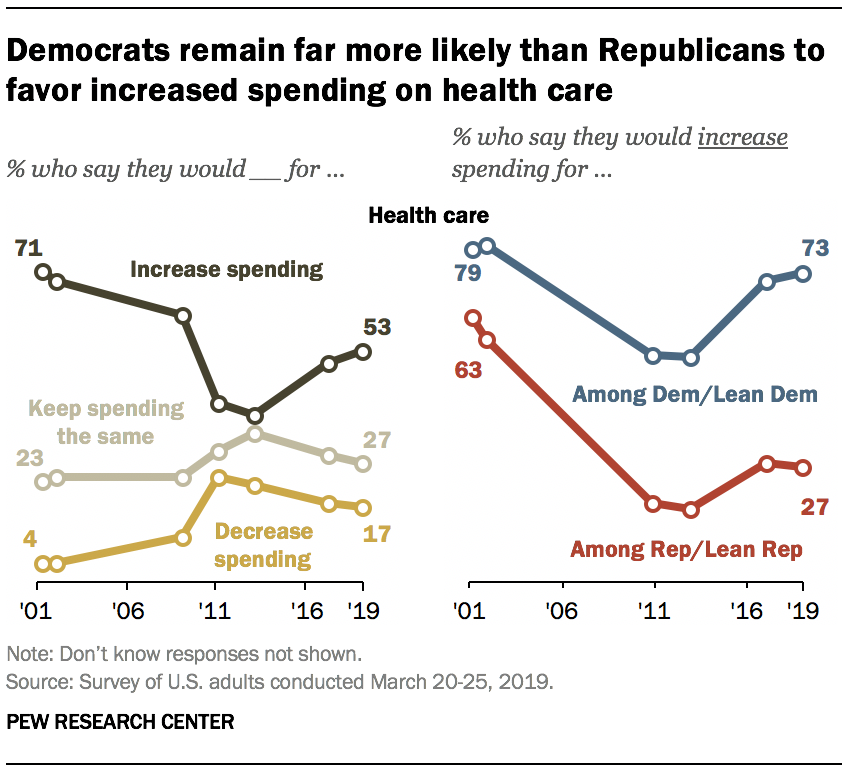 Democrats remain far more likely than Republicans to
favor increased spending on health care
% who say they would __ for ...
% who say they would increase
spending for ...
Health care
71
Increase spending
53
Keep spending
the same
23
27
4
Decrease
spending
17
'01 '06 '11 '16 '19
79
73
63
Among Dem/Lean Dem
27
Among Rep/Lean Rep
'01 '06 '11 '16 '19
Note: Don’t know responses not shown.
Source: Survey of U.S. adults conducted March 20-25, 2019.
PEW RESEARCH CENTER